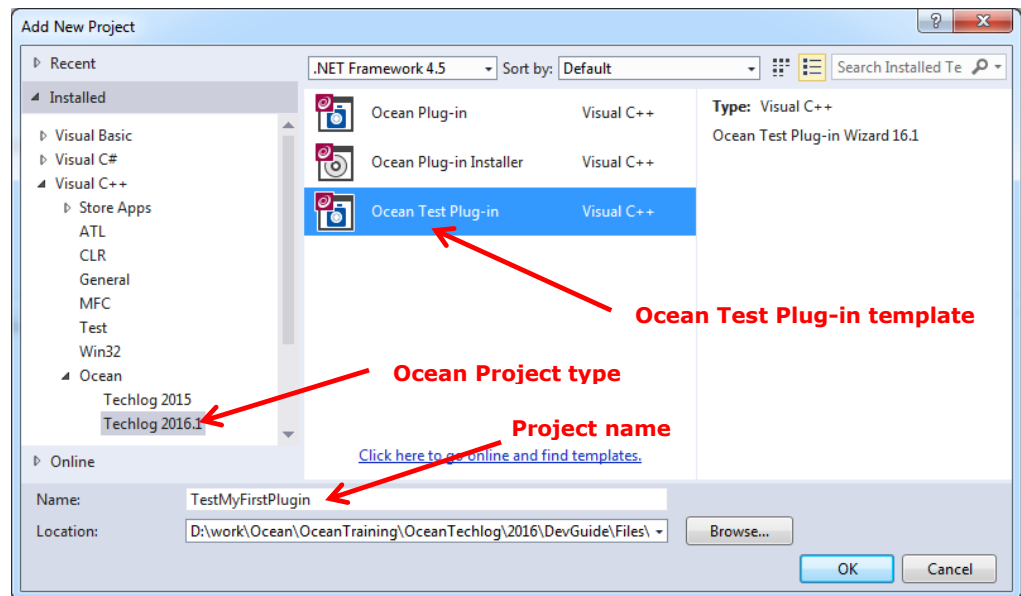 Add New Project
Recent
.NET Framework 4.5
Sort by:
Default
Search Installed Te
Installed
Visual Basic
Visual C#
Visual C++
Store Apps
ATL
CLR
General
MFC
Test
Win32
Ocean
Techlog 2015
Techlog 2016.1
Online
Ocean Plug-in Visual C++
Ocean Plug-in Installer Visual C++
Ocean Test Plug-in Visual C++
Type: Visual C++
Ocean Test Plug-in Wizard 16.1
Ocean Test Plug-in template
Ocean Project type
Project name
Click here to go online and find templates.
Name: TestMyFirstPlugin
Location: D:\work\Ocean\OceanTraining\OceanTechlog\2016\DevGuide\Files\
Browse...
OK
Cancel